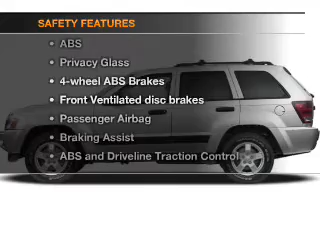 SAFETY FEATURES
• ABS
• Privacy Glass
• 4-wheel ABS Brakes
• Front Ventilated disc brakes
• Passenger Airbag
• Braking Assist
• ABS and Driveline Traction Control